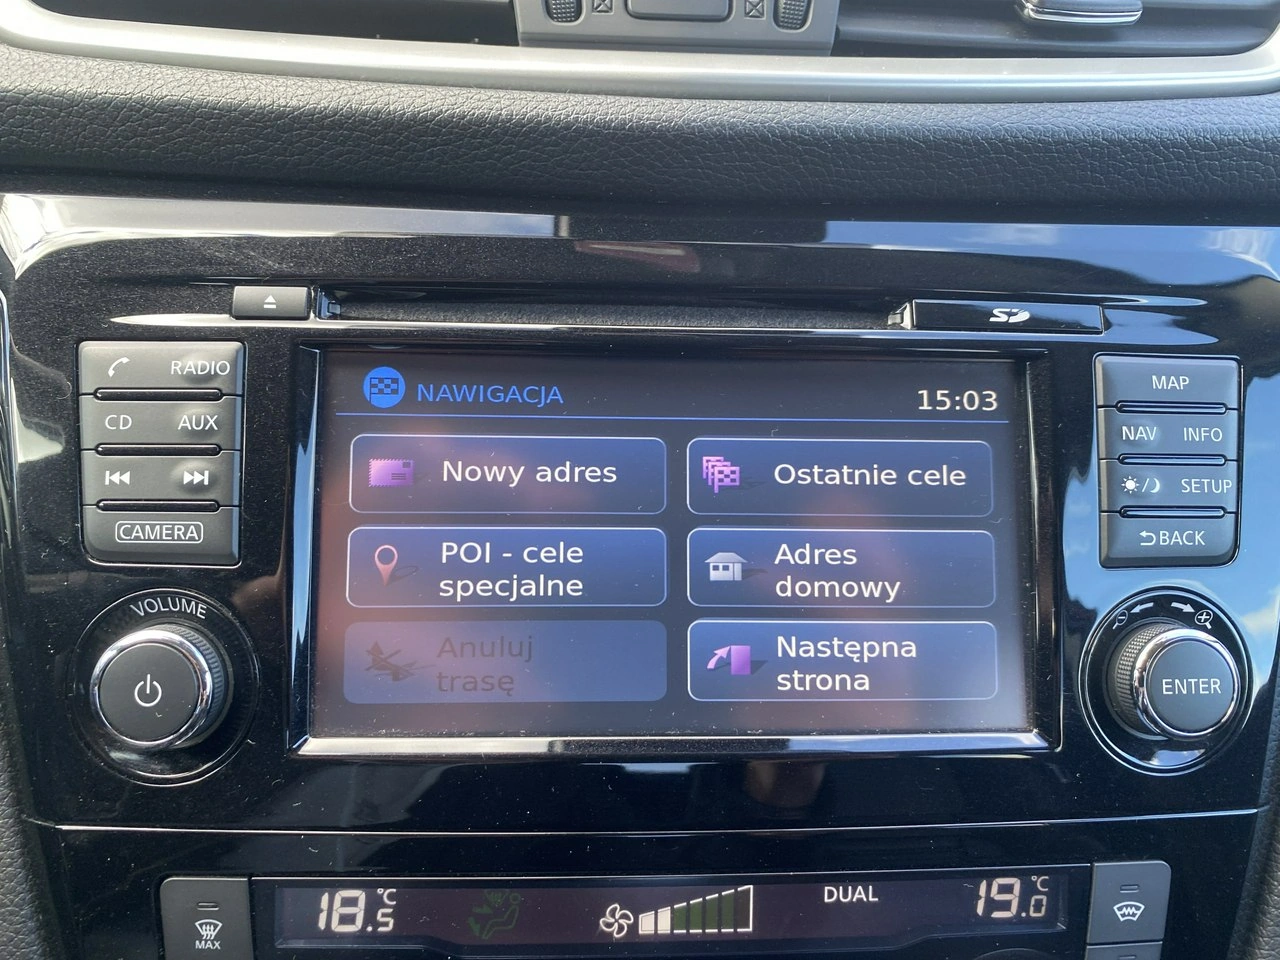 SD
RADIO
CD AUX
CAMERA
VOLUME
NAWIGACJA 15:03
Nowy adres
Ostatnie cele
POI - cele
specjalne
Adres
domowy
Anuluj
trasę
Następna
strona
MAP
NAV INFO
SETUP
BACK
ENTER
MAX
18.5°C
DUAL
19.0°C